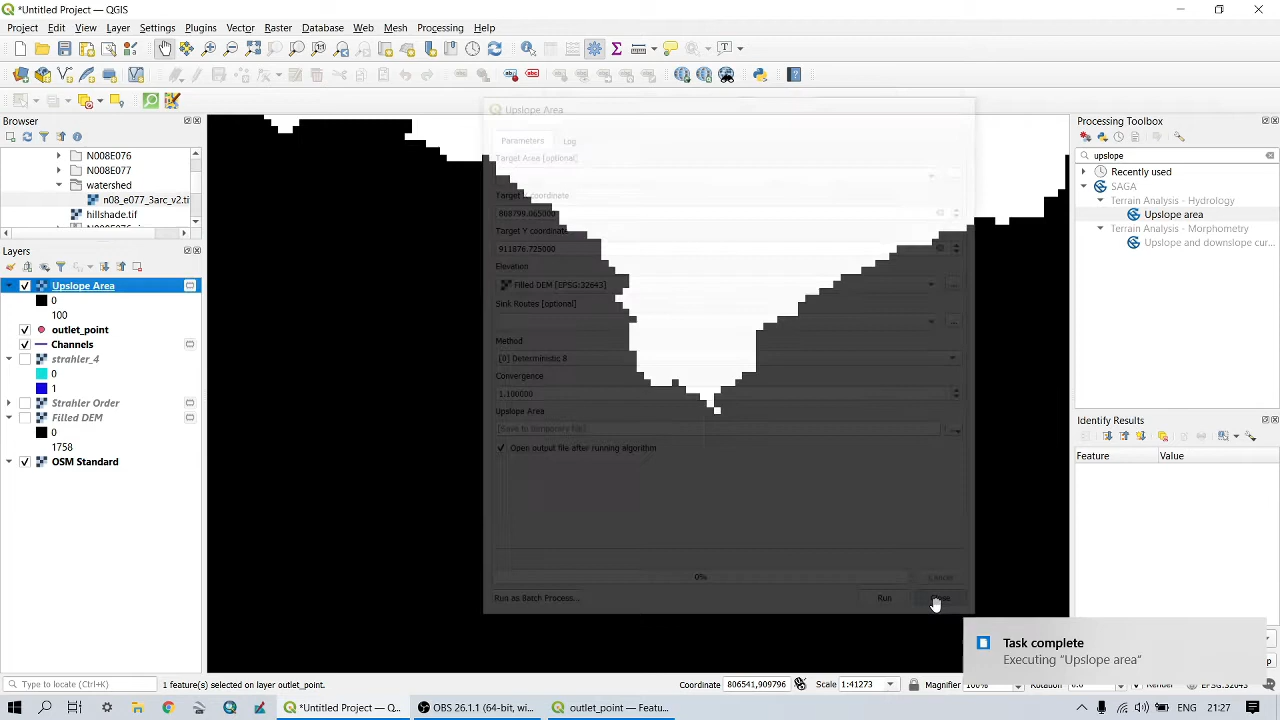 *Untitled Project — QGIS
Project Edit View Layer Settings Plugins Vector Raster Database Web Mesh Processing Help
Browser
N008E076
N008E077
watershed
n08_e077_3arc_v2.ti
hillshade.tif
Layers
Upslope Area
0
100
outlet_point
Channels
strahler_4
0
1
Strahler Order
Filled DEM
0
1758
OSM Standard
Upslope Area
Parameters Log
Target Area [optional]
Target X coordinate
808799.065000
Target Y coordinate
911876.725000
Elevation
Filled DEM [EPSG:32643]
Sink Routes [optional]
Method
[0] Deterministic 8
Convergence
1.100000
Upslope Area
[Save to temporary file]
Open output file after running algorithm
0%
Cancel
Run as Batch Process...
Run
Close
Processing Toolbox
upslope
Recently used
SAGA
Terrain Analysis - Hydrology
Upslope area
Terrain Analysis - Morphometry
Upslope and downslope cur...
Identify Results
Feature Value
Task complete
Executing "Upslope area"
Type to locate (Ctrl+K)
1 feature(s) selected on layer outlet_point.
Coordinate 806541,909796
Scale 1:41273
Magnifier 100%
Rotation 0.0
Render
EPSG:32643
*Untitled Project — Q...
OBS 26.1.1 (64-bit, wi...
outlet_point — Featu...
ENG 21:27